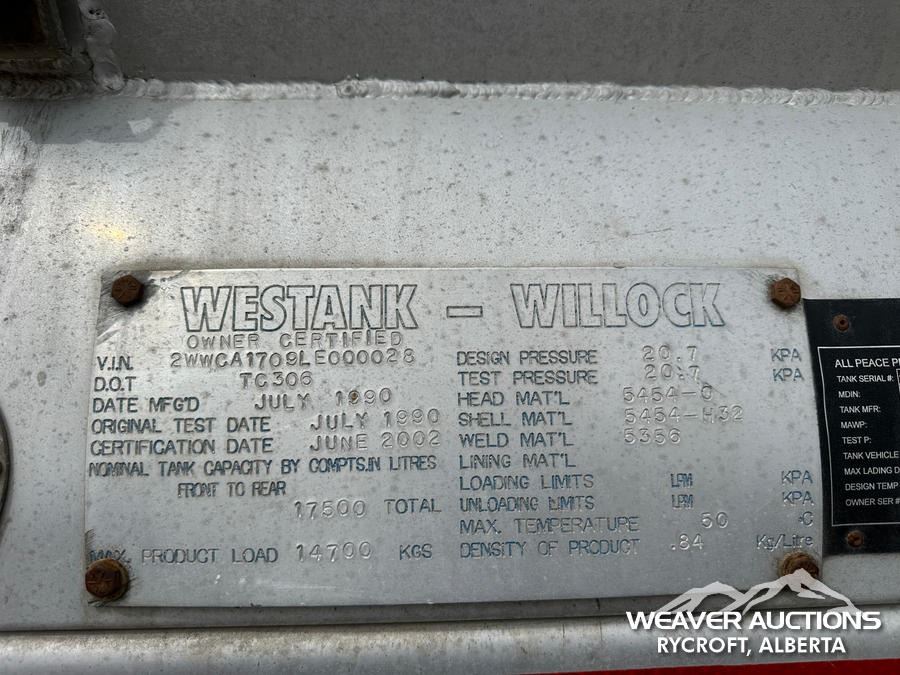 WESTANK - WILLOCK
OWNER CERTIFIED
V.I.N. 2WWCA1709LE000028
D.O.T TC306
DATE MFG'D JULY 1990
ORIGINAL TEST DATE JULY 1990
CERTIFICATION DATE JUNE 2002
NOMINAL TANK CAPACITY BY COMPTS.IN LITRES
FRONT TO REAR
17500 TOTAL
MAX. PRODUCT LOAD 14700 KGS
DESIGN PRESSURE 20.7 KPA
TEST PRESSURE 20.7 KPA
HEAD MAT'L 5454-0
SHELL MAT'L 5454-H32
WELD MAT'L 5356
LINING MAT'L
LOADING LIMITS LPM KPA
UNLOADING LIMITS LPM KPA
MAX. TEMPERATURE 50 °C
DENSITY OF PRODUCT .84 Kg/Litre
ALL PEACE
TANK SERIAL #:
MDIN:
TANK MFR:
MAWP:
TEST P:
TANK VEHICLE
MAX LADING D
DESIGN TEMP
OWNER SER #
WEAVER AUCTIONS
RYCROFT, ALBERTA